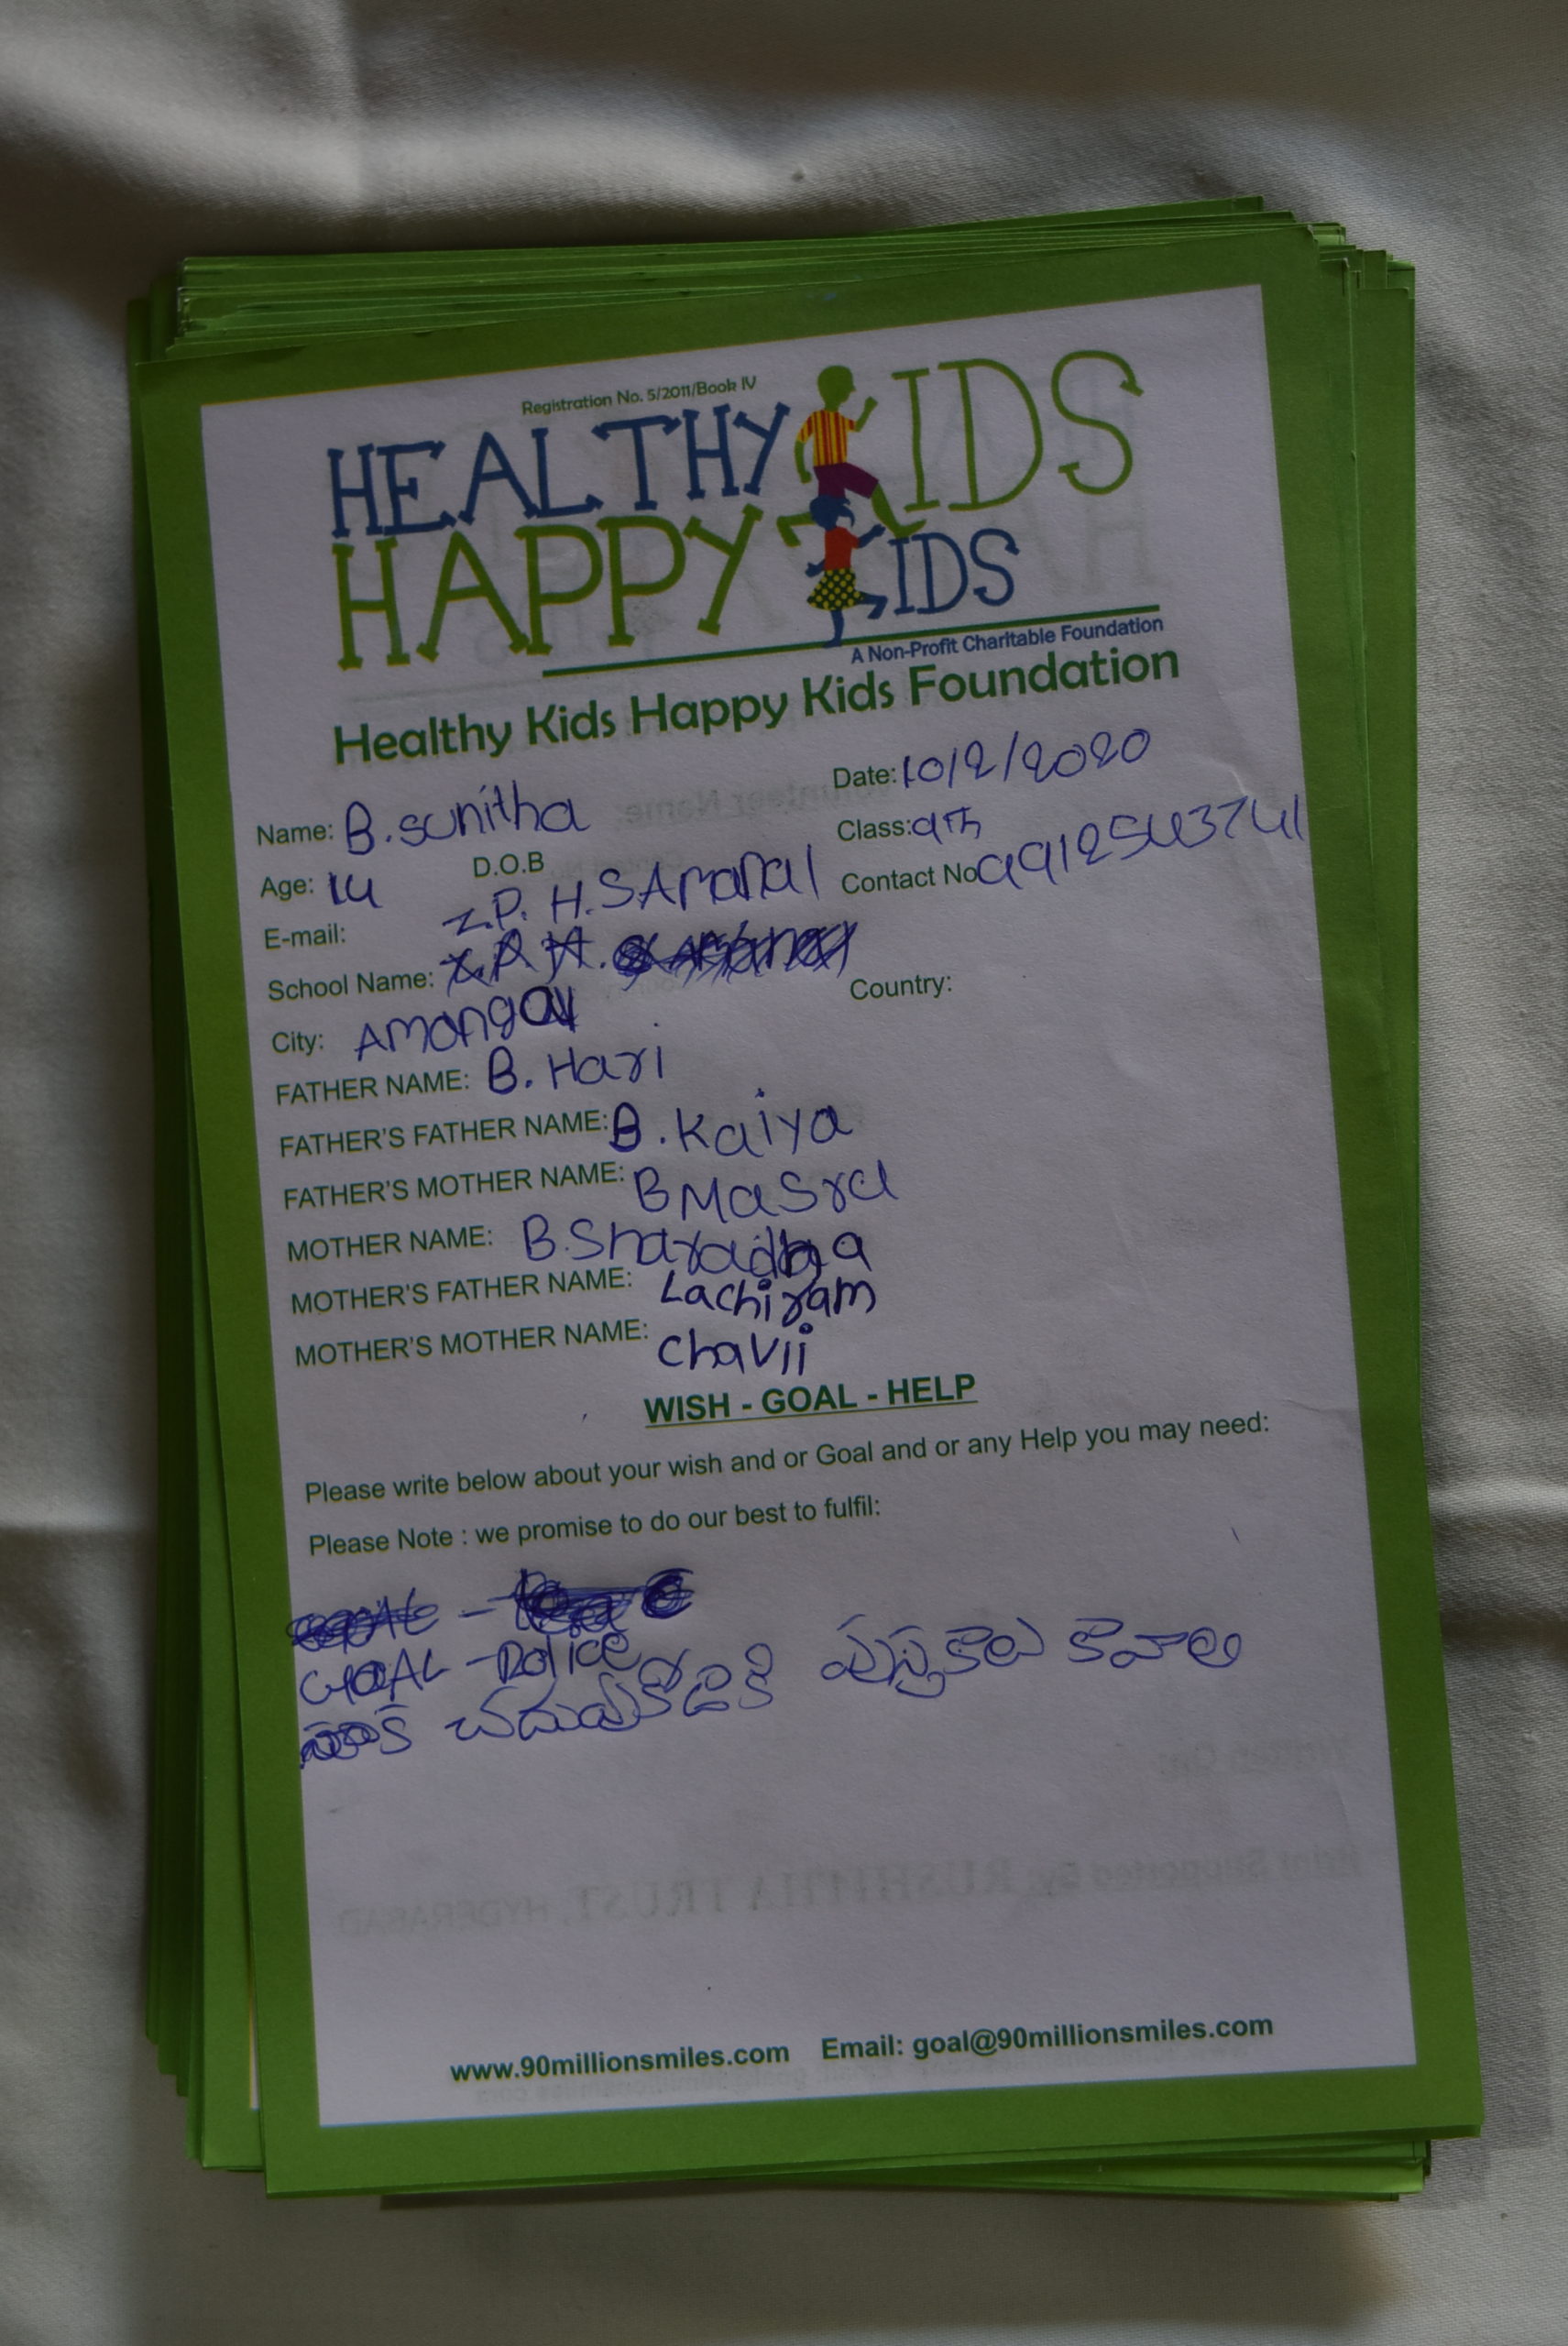 Registration No. 5/2011/Book IV
HEALTHY KIDS
HAPPY KIDS
A Non-Profit Charitable Foundation
Healthy Kids Happy Kids Foundation
Date: 10/2/2020
Name: B.sunitha
Class: 9th
Age: 14 D.O.B
Contact No 9912543741
E-mail:
Z.P. H.S Amanal
School Name:
City: Amangal
Country:
FATHER NAME: B. Hari
FATHER'S FATHER NAME: B. Kaiya
FATHER'S MOTHER NAME: B Masra
MOTHER NAME: B.Sharadha
MOTHER'S FATHER NAME: Lachiram
MOTHER'S MOTHER NAME: Chavii
WISH - GOAL - HELP
Please write below about your wish and or Goal and or any Help you may need:
Please Note : we promise to do our best to fulfil:
GOAL - Police
పుస్తకాలు కావాలి
www.90millionsmiles.com Email: goal@90millionsmiles.com